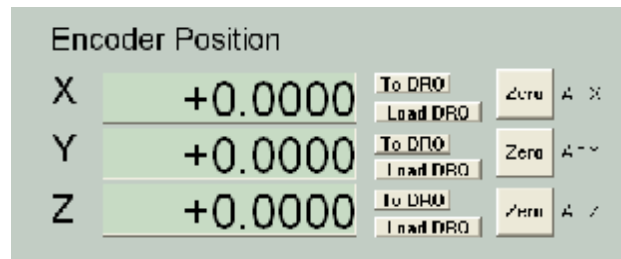 Encoder Position
X +0.0000 To DRO Load DRO Zero
Y +0.0000 To DRO Load DRO Zero
Z +0.0000 To DRO Load DRO Zero